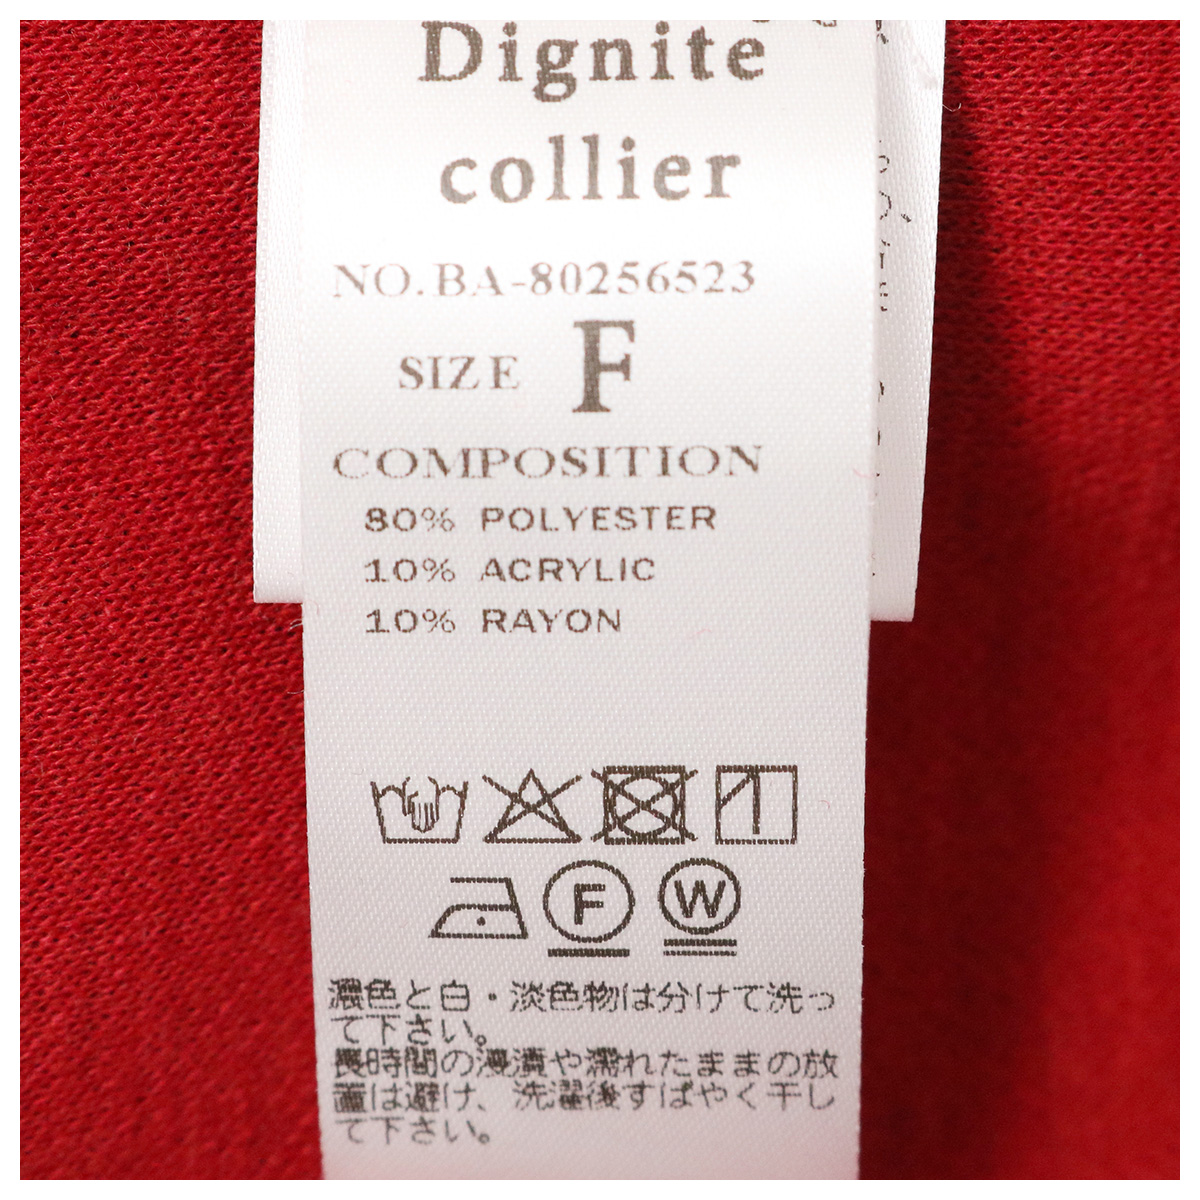 Dignite
collier
NO.BA-80256523
SIZE F
COMPOSITION
80% POLYESTER
10% ACRYLIC
10% RAYON
F W
濃色と白・淡色物は分けて洗っ
て下さい。
長時間の浸漬や濡れたままの放
置は避け、洗濯後すばやく干し
て下さい。